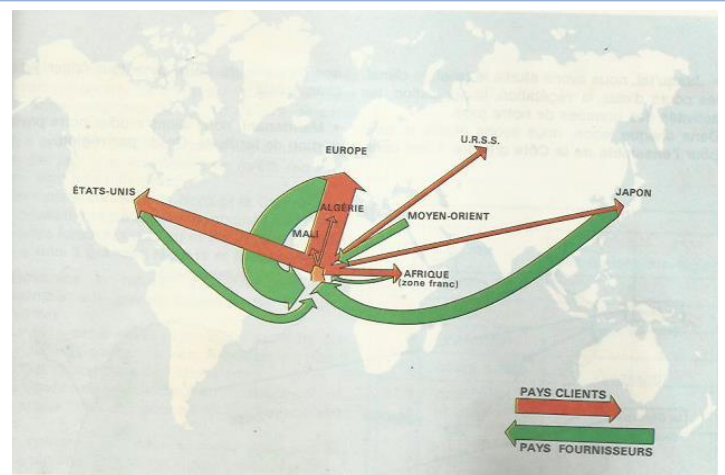 U.R.S.S.
EUROPE
ÉTATS-UNIS
ALGÉRIE
JAPON
MOYEN-ORIENT
MALI
AFRIQUE
(zone franc)
PAYS CLIENTS
PAYS FOURNISSEURS